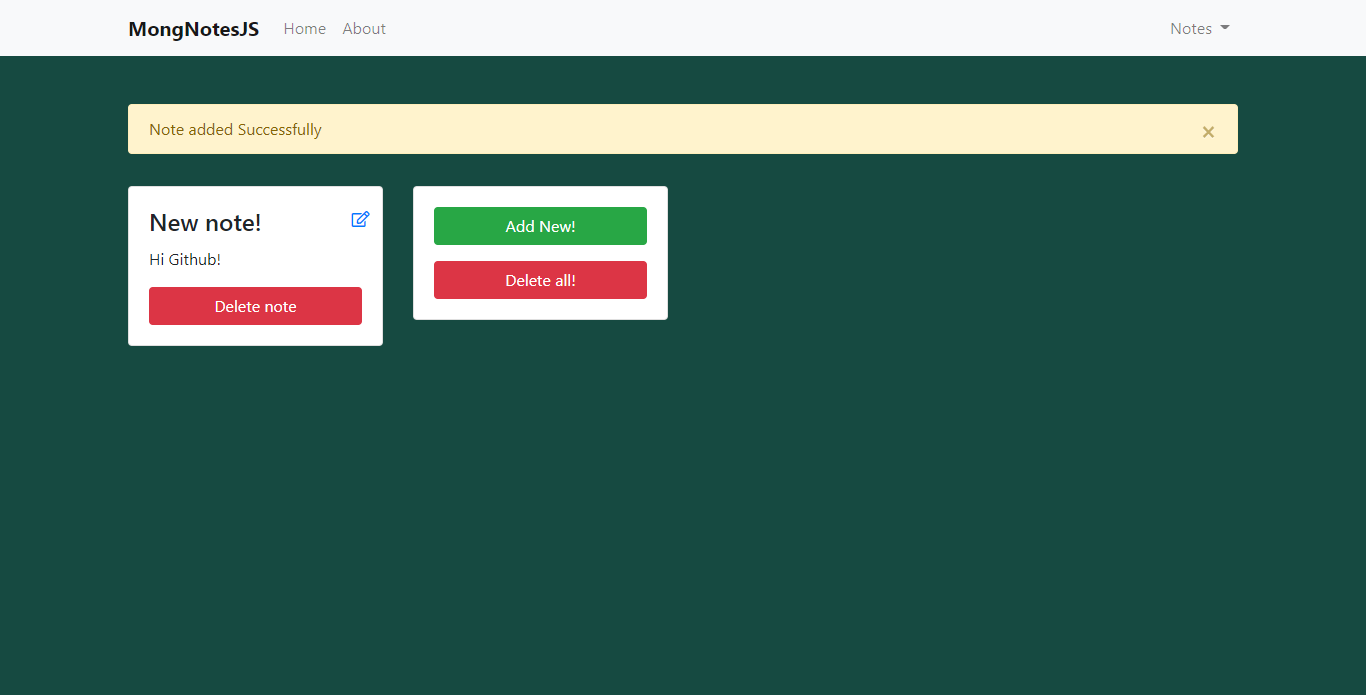 MongNotesJS Home About Notes
Note added Successfully ×
New note!
Hi Github!
Delete note
Add New!
Delete all!